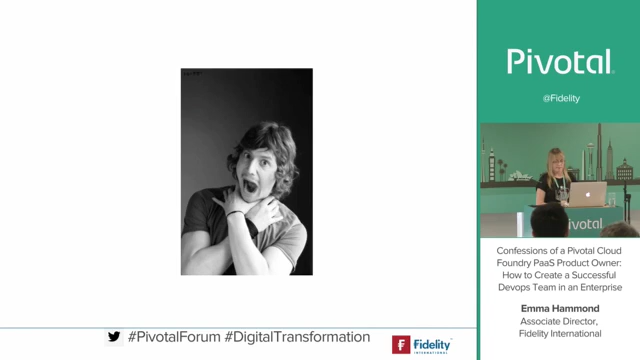 Pivotal
@Fidelity
Pivotal
Confessions of a Pivotal Cloud
Foundry PaaS Product Owner:
How to Create a Successful
Devops Team in an Enterprise
Emma Hammond
Associate Director,
Fidelity International
#PivotalForum #DigitalTransformation
Fidelity
INTERNATIONAL